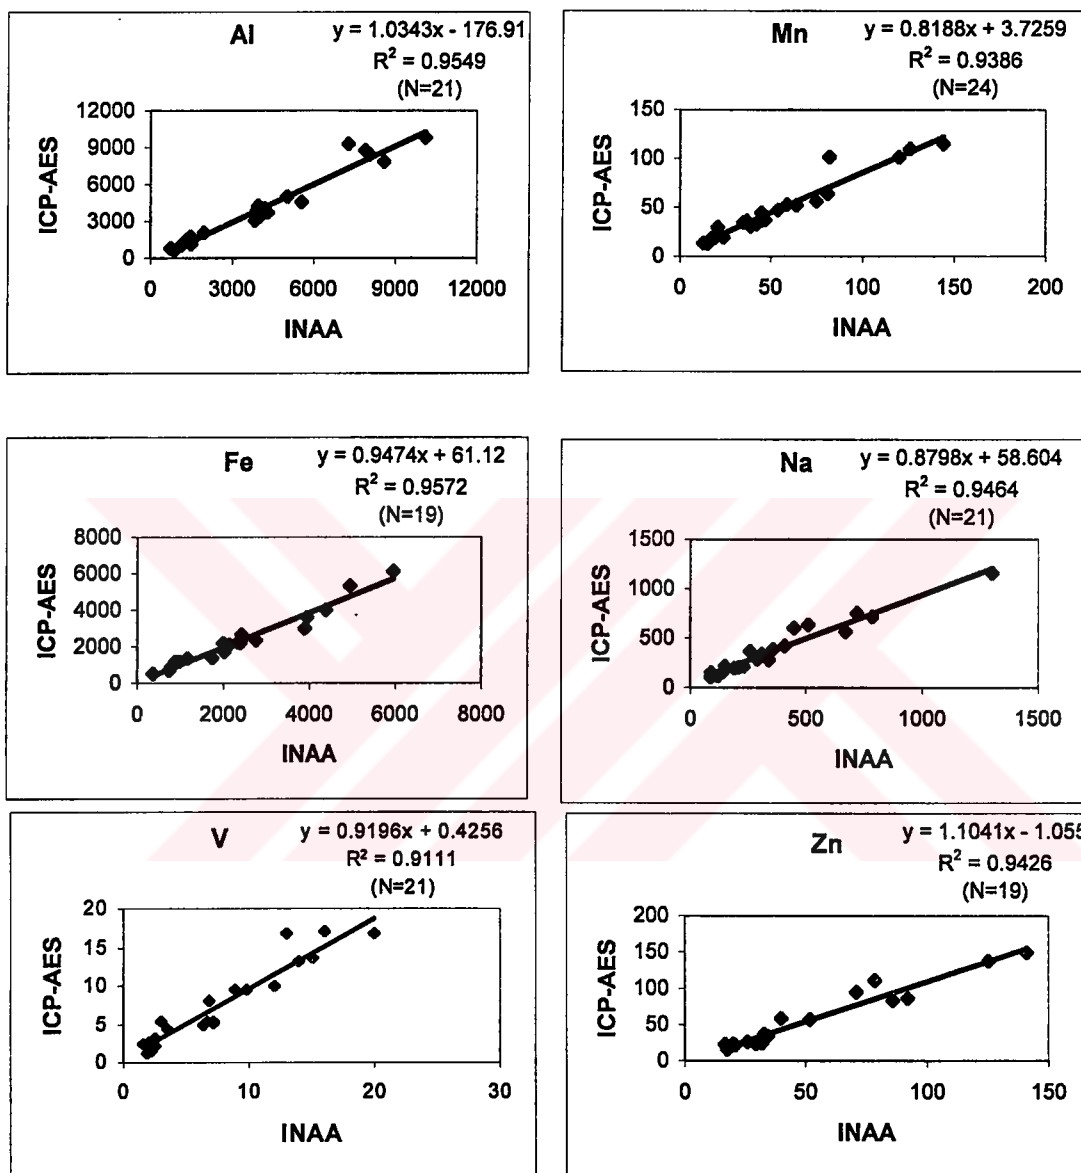 Al
y = 1.0343x - 176.91
R² = 0.9549
(N=21)
ICP-AES
12000
9000
6000
3000
0
0 3000 6000 9000 12000
INAA
Mn
y = 0.8188x + 3.7259
R² = 0.9386
(N=24)
ICP-AES
150
100
50
0
0 50 100 150 200
INAA
Fe
y = 0.9474x + 61.12
R² = 0.9572
(N=19)
ICP-AES
8000
6000
4000
2000
0
0 2000 4000 6000 8000
INAA
Na
y = 0.8798x + 58.604
R² = 0.9464
(N=21)
ICP-AES
1500
1000
500
0
0 500 1000 1500
INAA
V
y = 0.9196x + 0.4256
R² = 0.9111
(N=21)
ICP-AES
20
15
10
5
0
0 10 20 30
INAA
Zn
y = 1.1041x - 1.055
R² = 0.9426
(N=19)
ICP-AES
200
150
100
50
0
0 50 100 150
INAA